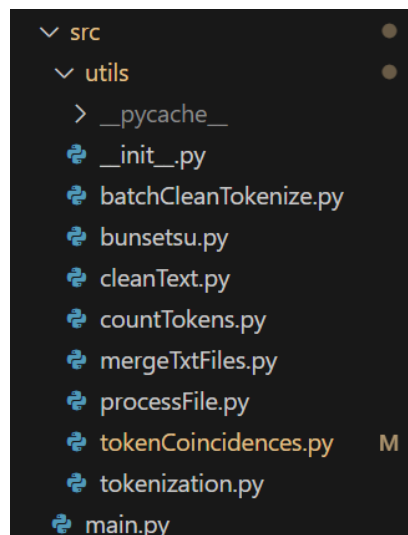 src
utils
__pycache__
__init__.py
batchCleanTokenize.py
bunsetsu.py
cleanText.py
countTokens.py
mergeTxtFiles.py
processFile.py
tokenCoincidences.py M
tokenization.py
main.py